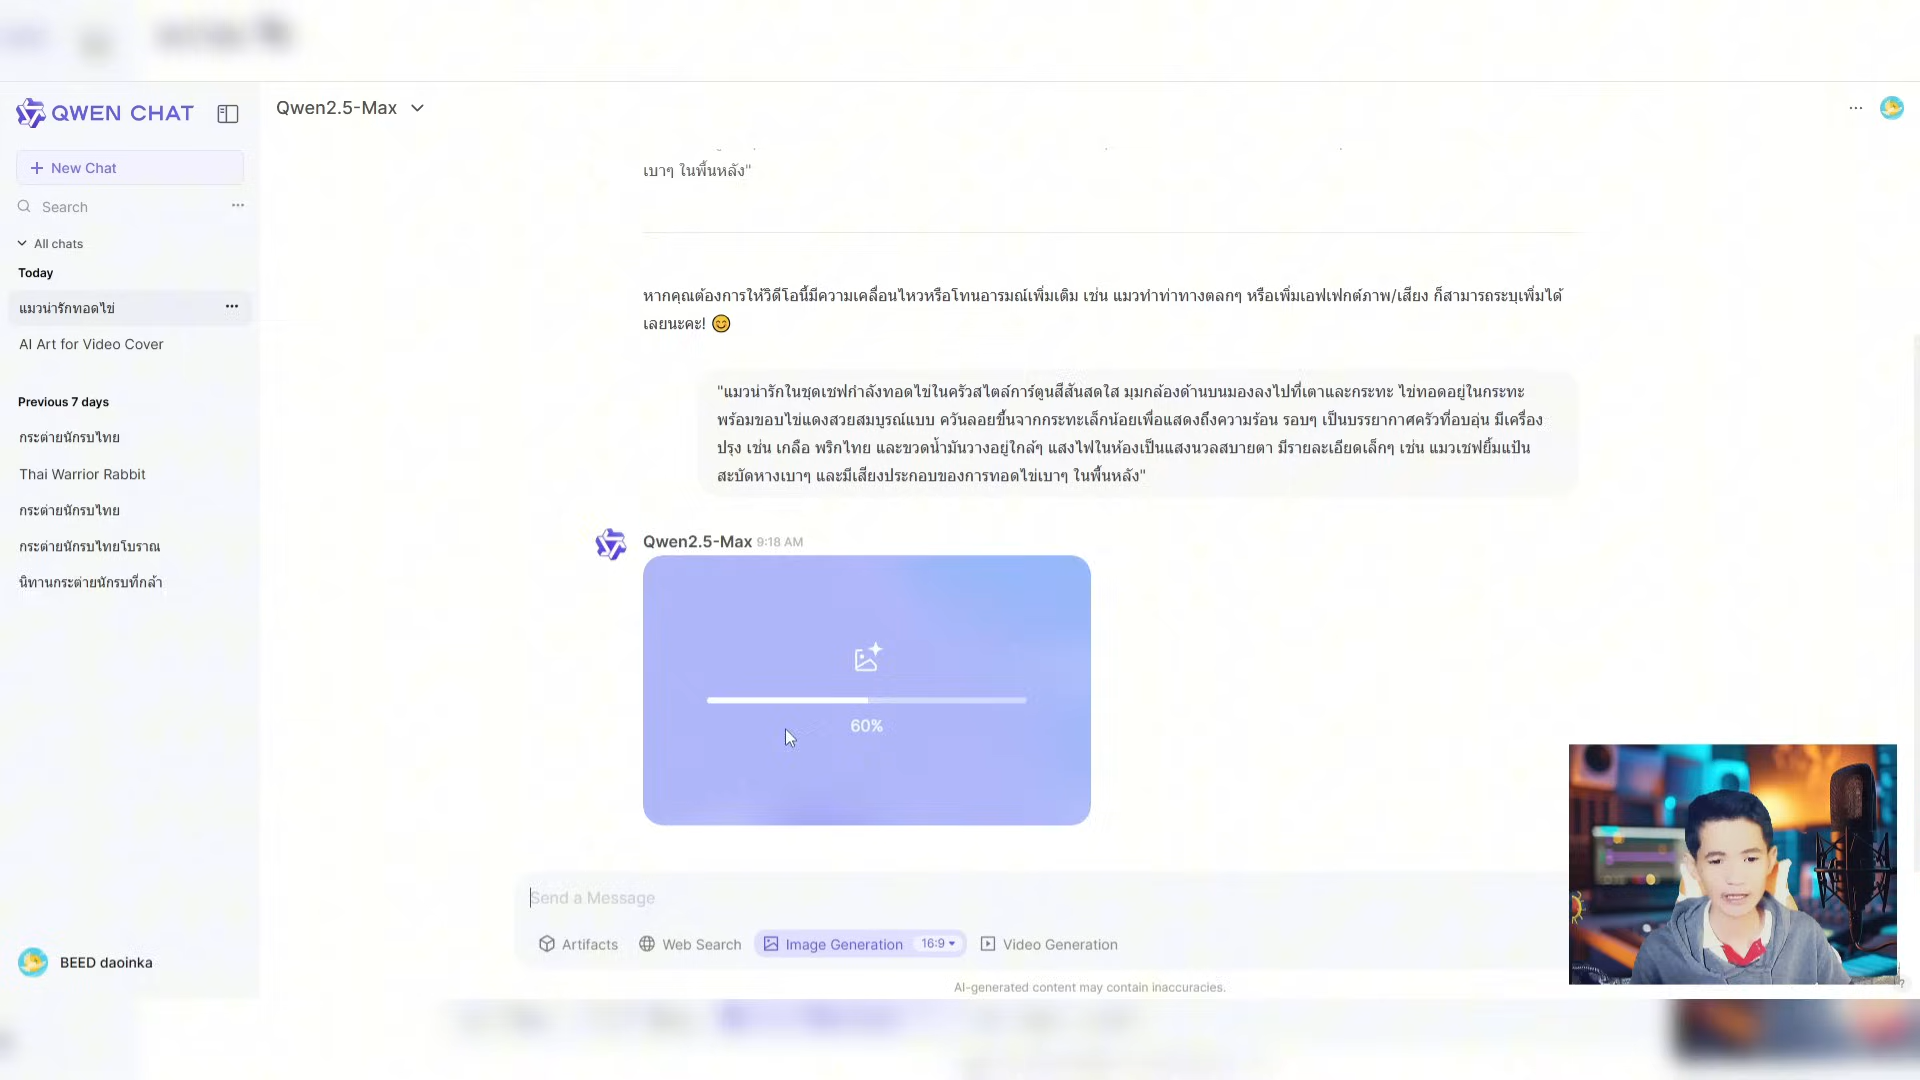 QWEN CHAT
New Chat
Search
All chats
Today
แมวน่ารักทอดไข่
AI Art for Video Cover
Previous 7 days
กระต่ายนักรบไทย
Thai Warrior Rabbit
กระต่ายนักรบไทย
กระต่ายนักรบไทยโบราณ
นิทานกระต่ายนักรบที่กล้า
BEED daoinka
Qwen2.5-Max
เบาๆ ในพื้นหลัง"
หากคุณต้องการให้วิดีโอนี้มีความเคลื่อนไหวหรือโทนอารมณ์เพิ่มเติม เช่น แมวทำท่าทางตลกๆ หรือเพิ่มเอฟเฟกต์ภาพ/เสียง ก็สามารถระบุเพิ่มได้
เลยนะคะ! 😊
"แมวน่ารักในชุดเชฟกำลังทอดไข่ในครัวสไตล์การ์ตูนสีสันสดใส มุมกล้องด้านบนมองลงไปที่เตาและกระทะ ไข่ทอดอยู่ในกระทะ
พร้อมขอบไข่แดงสวยสมบูรณ์แบบ ควันลอยขึ้นจากกระทะเล็กน้อยเพื่อแสดงถึงความร้อน รอบๆ เป็นบรรยากาศครัวที่อบอุ่น มีเครื่อง
ปรุง เช่น เกลือ พริกไทย และขวดน้ำมันวางอยู่ใกล้ๆ แสงไฟในห้องเป็นแสงนวลสบายตา มีรายละเอียดเล็กๆ เช่น แมวเชฟยิ้มแป้น
สะบัดหางเบาๆ และมีเสียงประกอบของการทอดไข่เบาๆ ในพื้นหลัง"
Qwen2.5-Max 9:18 AM
60%
Send a Message
Artifacts Web Search Image Generation 16:9 Video Generation
AI-generated content may contain inaccuracies.